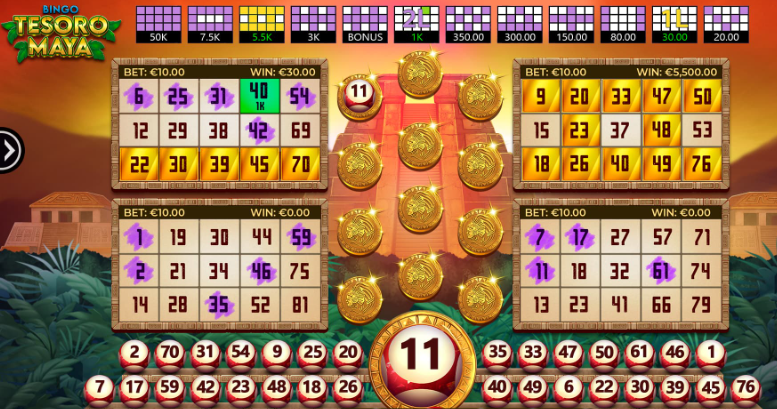 BINGO
TESORO
MAYA
50K 7.5K 5.5K 3K BONUS 2L 1K 350.00 300.00 150.00 80.00 1L 30.00 20.00
BET: €10.00 WIN: €30.00
6 25 31 40 1K 54
12 29 38 42 69
22 30 39 45 70
11
BET: €10.00 WIN: €5,500.00
9 20 33 47 50
15 23 37 48 53
18 26 40 49 76
BET: €10.00 WIN: €0.00
1 19 30 44 59
2 21 34 46 75
14 28 35 52 81
BET: €10.00 WIN: €0.00
7 17 27 57 71
11 18 32 61 74
13 23 41 66 79
2 70 31 54 9 25 20
11
35 33 47 50 61 46 1
7 17 59 42 23 48 18 26
40 49 6 22 30 39 45 76